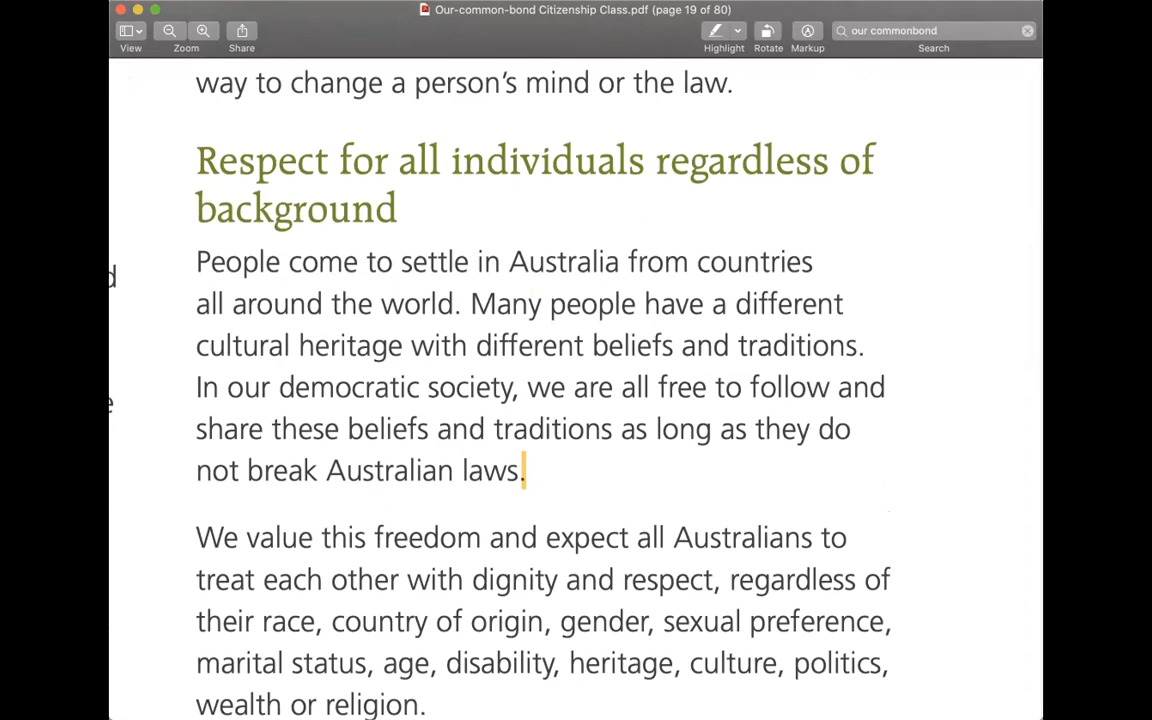 Our-common-bond Citizenship Class.pdf (page 19 of 80)
our commonbond
View
Zoom
Share
Highlight
Rotate
Markup
Search
way to change a person's mind or the law.
Respect for all individuals regardless of
background
People come to settle in Australia from countries
all around the world. Many people have a different
cultural heritage with different beliefs and traditions.
In our democratic society, we are all free to follow and
share these beliefs and traditions as long as they do
not break Australian laws.
We value this freedom and expect all Australians to
treat each other with dignity and respect, regardless of
their race, country of origin, gender, sexual preference,
marital status, age, disability, heritage, culture, politics,
wealth or religion.